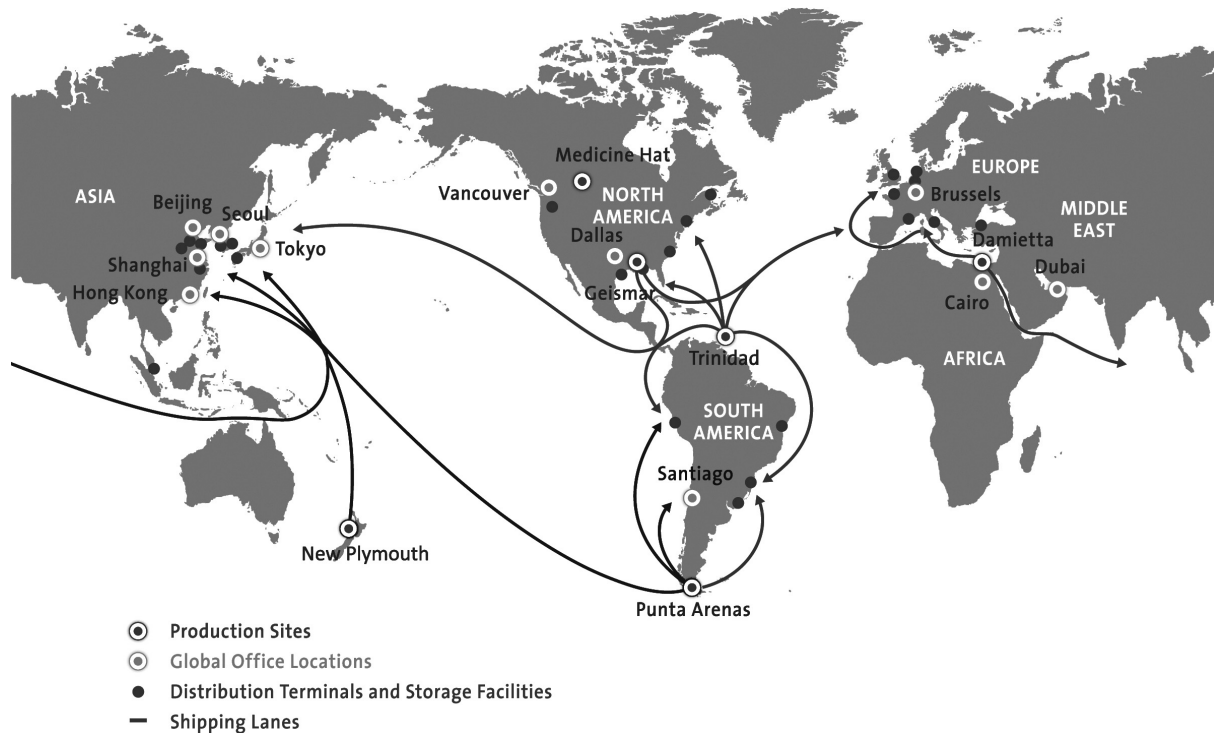 Medicine Hat
Vancouver
NORTH
AMERICA
EUROPE
ASIA
Beijing
Seoul
Brussels
MIDDLE
EAST
Dallas
Tokyo
Damietta
Shanghai
Dubai
Hong Kong
Geismar
Cairo
Trinidad
AFRICA
SOUTH
AMERICA
Santiago
New Plymouth
Punta Arenas
Production Sites
Global Office Locations
Distribution Terminals and Storage Facilities
Shipping Lanes